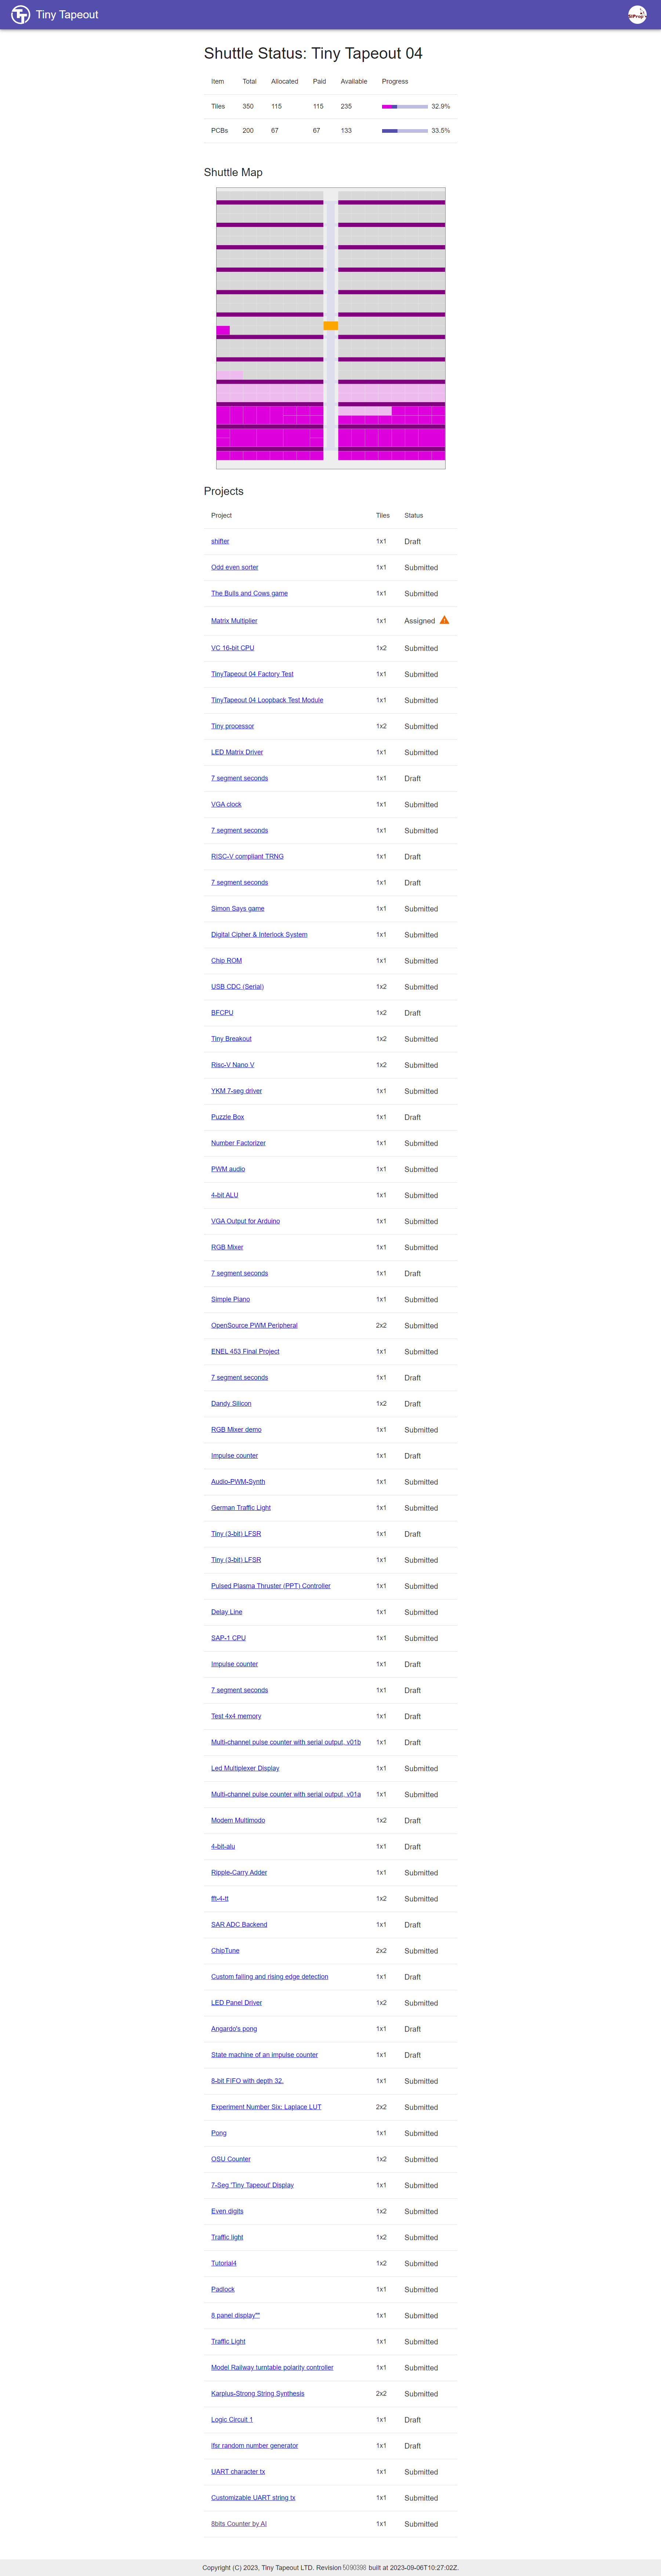 Tiny Tapeout
Shuttle Status: Tiny Tapeout 04
Item Total Allocated Paid Available Progress
Tiles 350 115 115 235 32.9%
PCBs 200 67 67 133 33.5%
Shuttle Map
Projects
Project Tiles Status
shifter 1x1 Draft
Odd even sorter 1x1 Submitted
The Bulls and Cows game 1x1 Submitted
Matrix Multiplier 1x1 Assigned
VC 16-bit CPU 1x2 Submitted
TinyTapeout 04 Factory Test 1x1 Submitted
TinyTapeout 04 Loopback Test Module 1x1 Submitted
Tiny processor 1x2 Submitted
LED Matrix Driver 1x1 Submitted
7 segment seconds 1x1 Draft
VGA clock 1x1 Submitted
7 segment seconds 1x1 Submitted
RISC-V compliant TRNG 1x1 Draft
7 segment seconds 1x1 Draft
Simon Says game 1x1 Submitted
Digital Cipher & Interlock System 1x1 Submitted
Chip ROM 1x1 Submitted
USB CDC (Serial) 1x2 Submitted
BFCPU 1x2 Draft
Tiny Breakout 1x2 Submitted
Risc-V Nano V 1x2 Submitted
YKM 7-seg driver 1x1 Submitted
Puzzle Box 1x1 Draft
Number Factorizer 1x1 Submitted
PWM audio 1x1 Submitted
4-bit ALU 1x1 Submitted
VGA Output for Arduino 1x1 Submitted
RGB Mixer 1x1 Submitted
7 segment seconds 1x1 Draft
Simple Piano 1x1 Submitted
OpenSource PWM Peripheral 2x2 Submitted
ENEL 453 Final Project 1x1 Submitted
7 segment seconds 1x1 Draft
Dandy Silicon 1x2 Draft
RGB Mixer demo 1x1 Submitted
Impulse counter 1x1 Draft
Audio-PWM-Synth 1x1 Submitted
German Traffic Light 1x1 Submitted
Tiny (3-bit) LFSR 1x1 Draft
Tiny (3-bit) LFSR 1x1 Submitted
Pulsed Plasma Thruster (PPT) Controller 1x1 Submitted
Delay Line 1x1 Submitted
SAP-1 CPU 1x1 Submitted
Impulse counter 1x1 Draft
7 segment seconds 1x1 Draft
Test 4x4 memory 1x1 Draft
Multi-channel pulse counter with serial output, v01b 1x1 Draft
Led Multiplexer Display 1x1 Submitted
Multi-channel pulse counter with serial output, v01a 1x1 Submitted
Modem Multimodo 1x2 Draft
4-bit-alu 1x1 Draft
Ripple-Carry Adder 1x1 Submitted
fft-4-tt 1x2 Submitted
SAR ADC Backend 1x1 Draft
ChipTune 2x2 Submitted
Custom falling and rising edge detection 1x1 Draft
LED Panel Driver 1x2 Submitted
Angardo's pong 1x1 Draft
State machine of an impulse counter 1x1 Draft
8-bit FIFO with depth 32. 1x1 Submitted
Experiment Number Six: Laplace LUT 2x2 Submitted
Pong 1x1 Submitted
OSU Counter 1x2 Submitted
7-Seg 'Tiny Tapeout' Display 1x1 Submitted
Even digits 1x2 Submitted
Traffic light 1x2 Submitted
Tutorial4 1x2 Submitted
Padlock 1x1 Submitted
8 panel display"" 1x1 Submitted
Traffic Light 1x1 Submitted
Model Railway turntable polarity controller 1x1 Submitted
Karplus-Strong String Synthesis 2x2 Submitted
Logic Circuit 1 1x1 Draft
lfsr random number generator 1x1 Draft
UART character tx 1x1 Submitted
Customizable UART string tx 1x1 Submitted
8bits Counter by AI 1x1 Submitted
Copyright (C) 2023, Tiny Tapeout LTD. Revision 5090398 built at 2023-09-06T10:27:02Z.